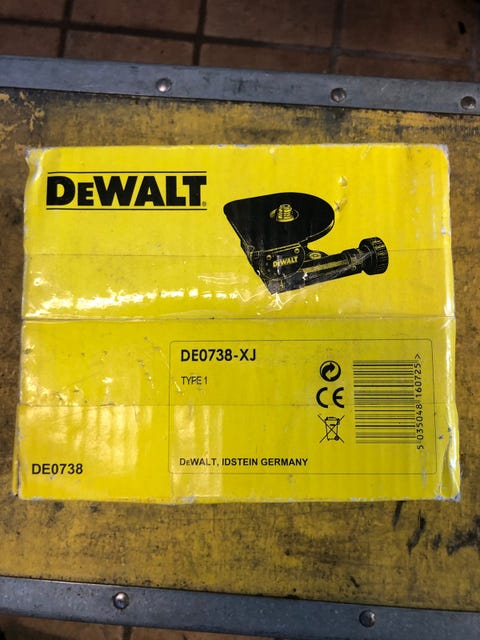 DEWALT
DEWALT
DE0738-XJ
TYPE 1
CE
5 035048 160725 >
DEWALT, IDSTEIN GERMANY
DE0738